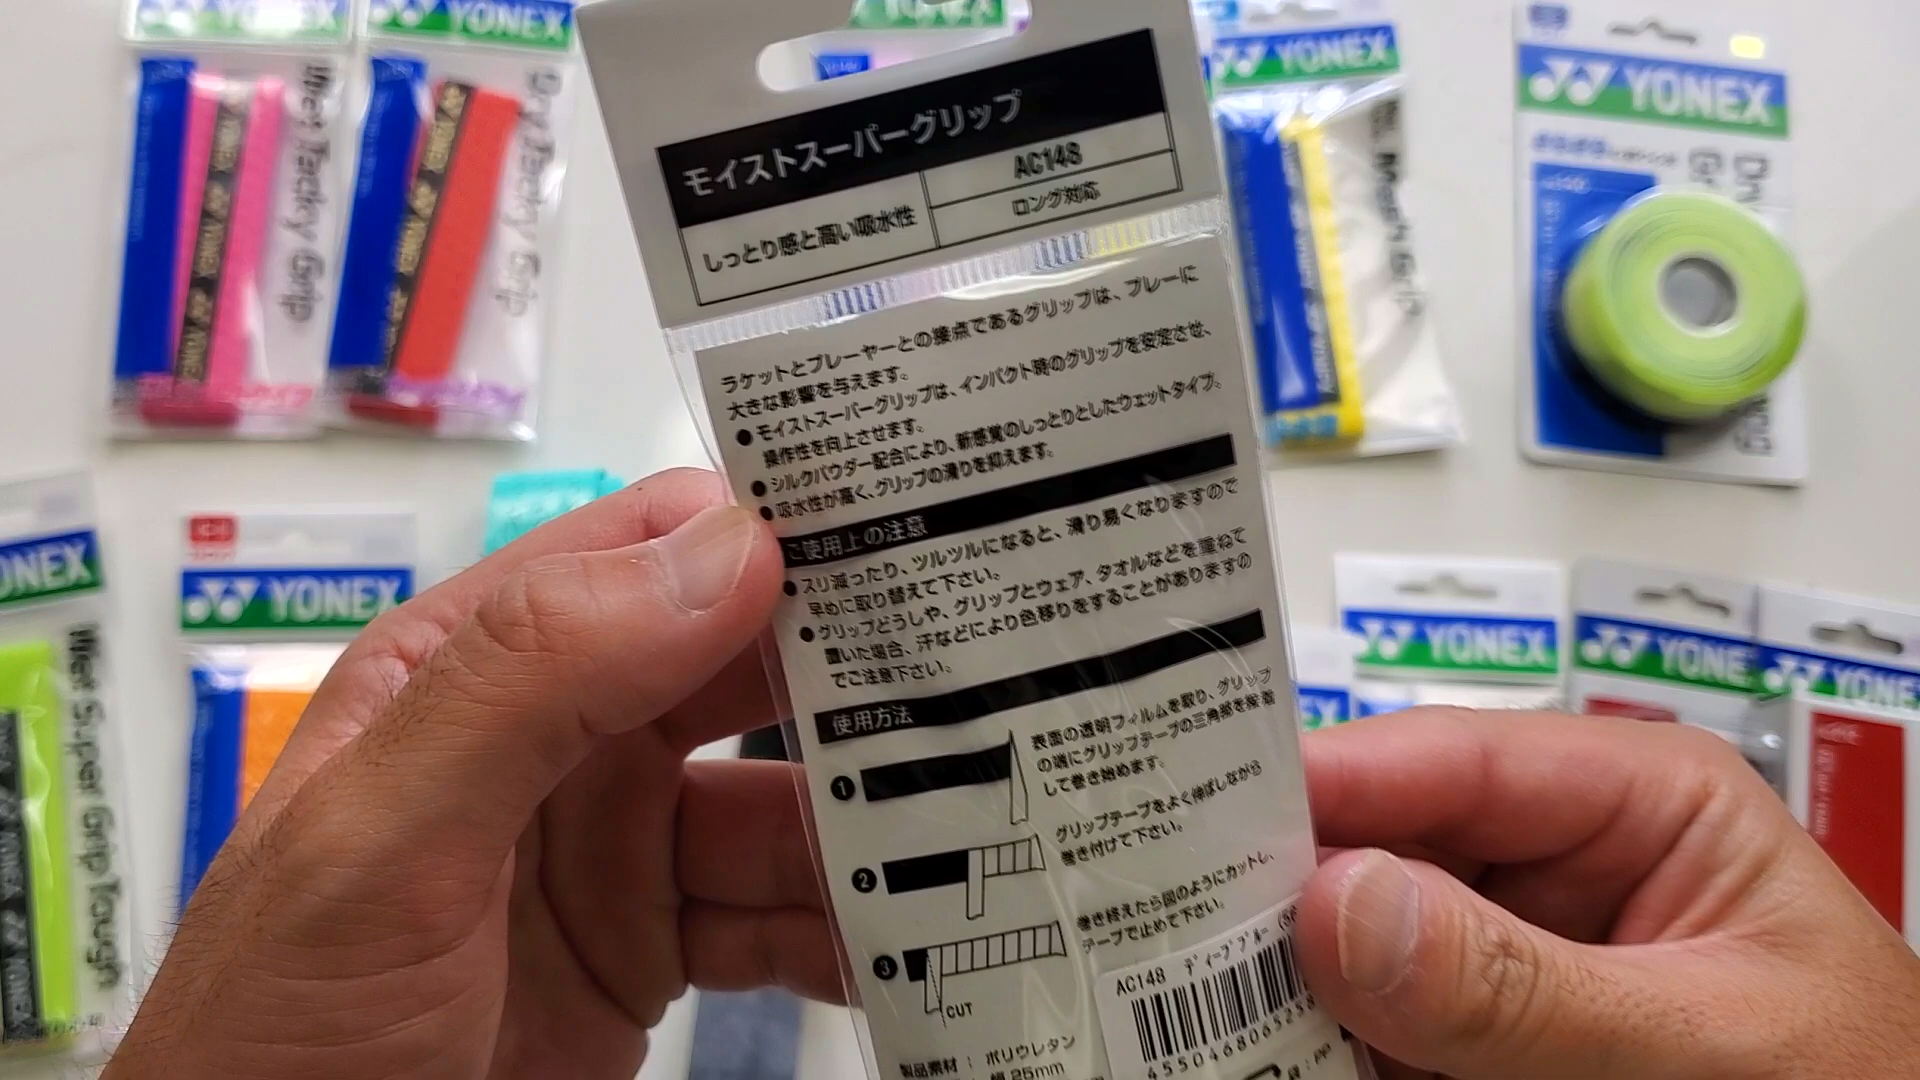 YONEX
YONEX
YONEX
YONEX
Wet Tacky Grip
Dry Tacky Grip
モイストスーパーグリップ
しっとり感と高い吸水性
AC148
ロング対応
ラケットとプレーヤーとの接点であるグリップは、プレーに
大きな影響を与えます。
●モイストスーパーグリップは、インパクト時のグリップを安定させ、
操作性を向上させます。
●シルクパウダー配合により、新感覚のしっとりとしたウェットタイプ。
●吸水性が高く、グリップの滑りを抑えます。
ご使用上の注意
●スリ減ったり、ツルツルになると、滑り易くなりますので
早めに取り替えて下さい。
●グリップどうしや、グリップとウェア、タオルなどを重ねて
置いた場合、汗などにより色移りをすることがありますの
でご注意下さい。
使用方法
1
表面の透明フィルムを取り、グリップ
の端にグリップテープの三角部を
して巻き始めます。
2
グリップテープをよく伸ばしながら
巻き付けて下さい。
3
CUT
巻き終えたら図のようにカットし、
テープで止めて下さい。
AC148 ディープブルー
455046806525
製品素材 : ポリウレタン
幅 25mm
: PP
YONEX
Wet Super Grip Tough
YONEX
YONEX
YONE
YONEX